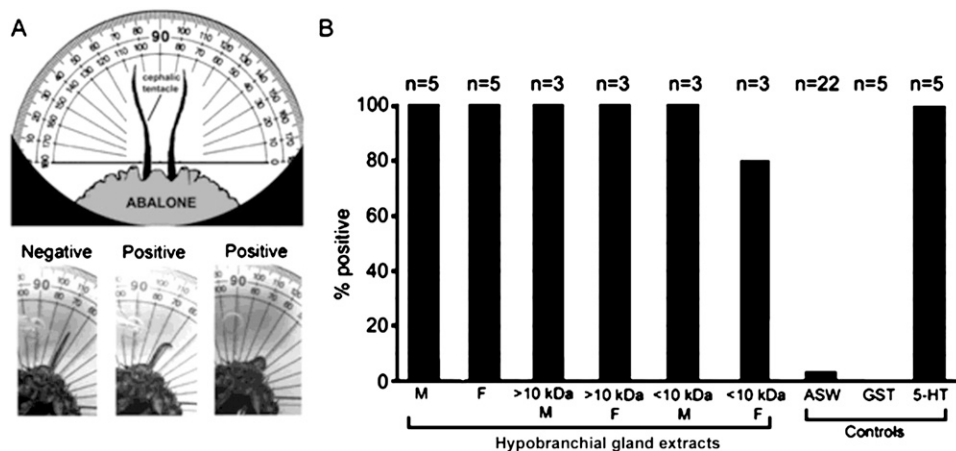 A
90
80
100
70
110
60
120
50
130
40
140
30
150
20
160
10
170
0
180
cephalic
tentacle
ABALONE
Negative Positive Positive
90
90
90
B
n=5 n=5 n=3 n=3 n=3 n=3 n=22 n=5 n=5
% positive
100
80
60
40
20
0
M F >10 kDa >10 kDa <10 kDa <10 kDa ASW GST 5-HT
M F M F
Hypobranchial gland extracts
Controls